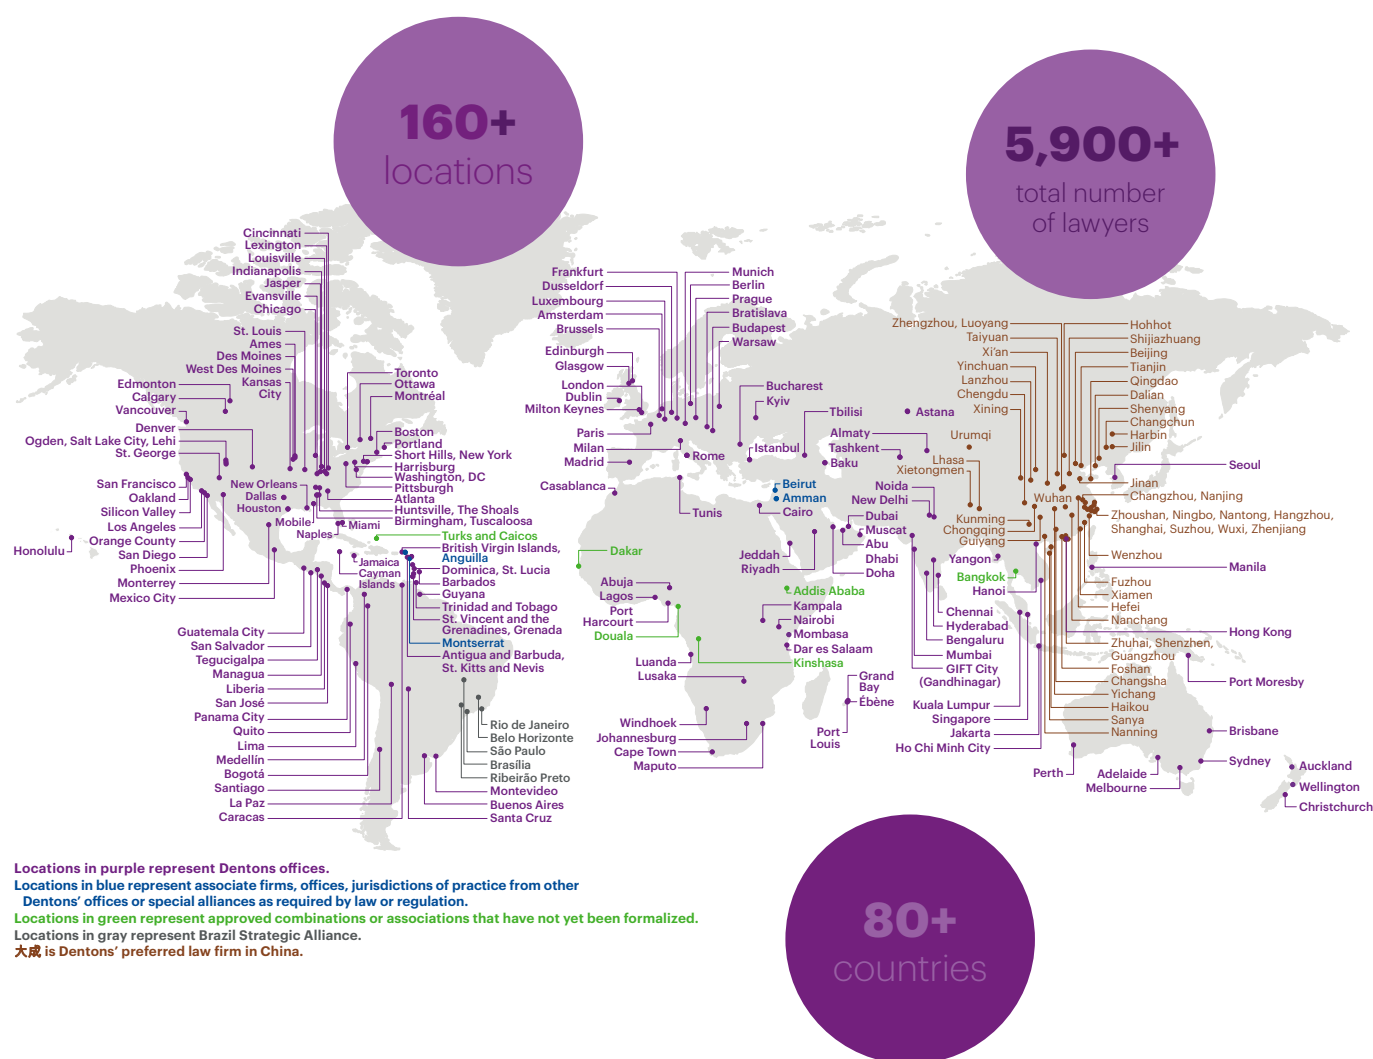 160+
locations
5,900+
total number
of lawyers
Cincinnati
Lexington
Louisville
Indianapolis
Jasper
Evansville
Chicago
St. Louis
Ames
Des Moines
West Des Moines
Kansas
City
Edmonton
Calgary
Vancouver
Denver
Ogden, Salt Lake City, Lehi
St. George
San Francisco
Oakland
Silicon Valley
Los Angeles
Orange County
San Diego
Phoenix
Monterrey
Mexico City
Honolulu
New Orleans
Dallas
Houston
Mobile
Naples
Miami
Toronto
Ottawa
Montréal
Boston
Portland
Short Hills, New York
Harrisburg
Washington, DC
Pittsburgh
Atlanta
Huntsville, The Shoals
Birmingham, Tuscaloosa
Turks and Caicos
British Virgin Islands,
Anguilla
Jamaica
Cayman
Islands
Dominica, St. Lucia
Barbados
Guyana
Trinidad and Tobago
St. Vincent and the
Grenadines, Grenada
Montserrat
Antigua and Barbuda,
St. Kitts and Nevis
Guatemala City
San Salvador
Tegucigalpa
Managua
Liberia
San José
Panama City
Quito
Lima
Medellín
Bogotá
Santiago
La Paz
Caracas
Rio de Janeiro
Belo Horizonte
São Paulo
Brasília
Ribeirão Preto
Montevideo
Buenos Aires
Santa Cruz
Frankfurt
Dusseldorf
Luxembourg
Amsterdam
Brussels
Edinburgh
Glasgow
London
Dublin
Milton Keynes
Paris
Milan
Madrid
Casablanca
Munich
Berlin
Prague
Bratislava
Budapest
Warsaw
Bucharest
Kyiv
Tbilisi
Istanbul
Rome
Tunis
Beirut
Amman
Cairo
Astana
Almaty
Tashkent
Baku
Noida
New Delhi
Dubai
Muscat
Abu
Dhabi
Doha
Jeddah
Riyadh
Dakar
Abuja
Lagos
Port
Harcourt
Douala
Addis Ababa
Kampala
Nairobi
Mombasa
Dar es Salaam
Kinshasa
Luanda
Lusaka
Grand
Bay
Ébène
Port
Louis
Windhoek
Johannesburg
Cape Town
Maputo
Zhengzhou, Luoyang
Taiyuan
Xi'an
Yinchuan
Lanzhou
Chengdu
Xining
Urumqi
Lhasa
Xietongmen
Wuhan
Kunming
Chongqing
Guiyang
Yangon
Bangkok
Hanoi
Chennai
Hyderabad
Bengaluru
Mumbai
GIFT City
(Gandhinagar)
Kuala Lumpur
Singapore
Jakarta
Ho Chi Minh City
Hohhot
Shijiazhuang
Beijing
Tianjin
Qingdao
Dalian
Shenyang
Changchun
Harbin
Jilin
Seoul
Jinan
Changzhou, Nanjing
Zhoushan, Ningbo, Nantong, Hangzhou,
Shanghai, Suzhou, Wuxi, Zhenjiang
Wenzhou
Manila
Fuzhou
Xiamen
Hefei
Nanchang
Hong Kong
Zhuhai, Shenzhen,
Guangzhou
Foshan
Changsha
Yichang
Haikou
Sanya
Nanning
Port Moresby
Brisbane
Sydney
Perth
Adelaide
Melbourne
Auckland
Wellington
Christchurch
Locations in purple represent Dentons offices.
Locations in blue represent associate firms, offices, jurisdictions of practice from other
Dentons' offices or special alliances as required by law or regulation.
Locations in green represent approved combinations or associations that have not yet been formalized.
Locations in gray represent Brazil Strategic Alliance.
大成 is Dentons' preferred law firm in China.
80+
countries